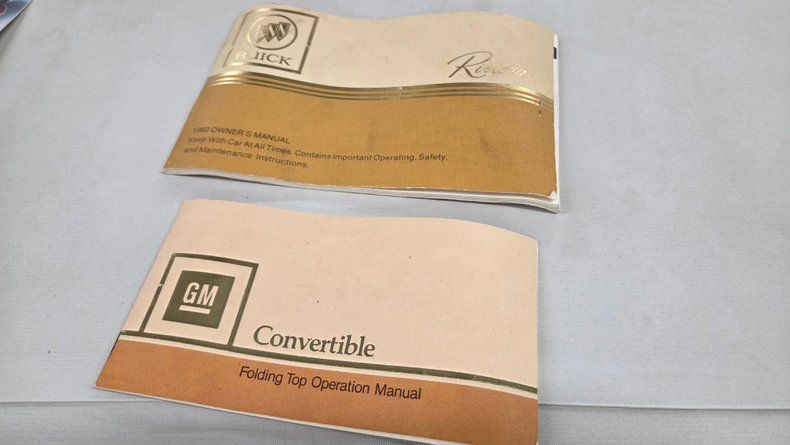 BUICK
Riviera
1982 OWNER'S MANUAL
Keep With Car At All Times. Contains Important Operating, Safety,
and Maintenance Instructions.
GM
Convertible
Folding Top Operation Manual